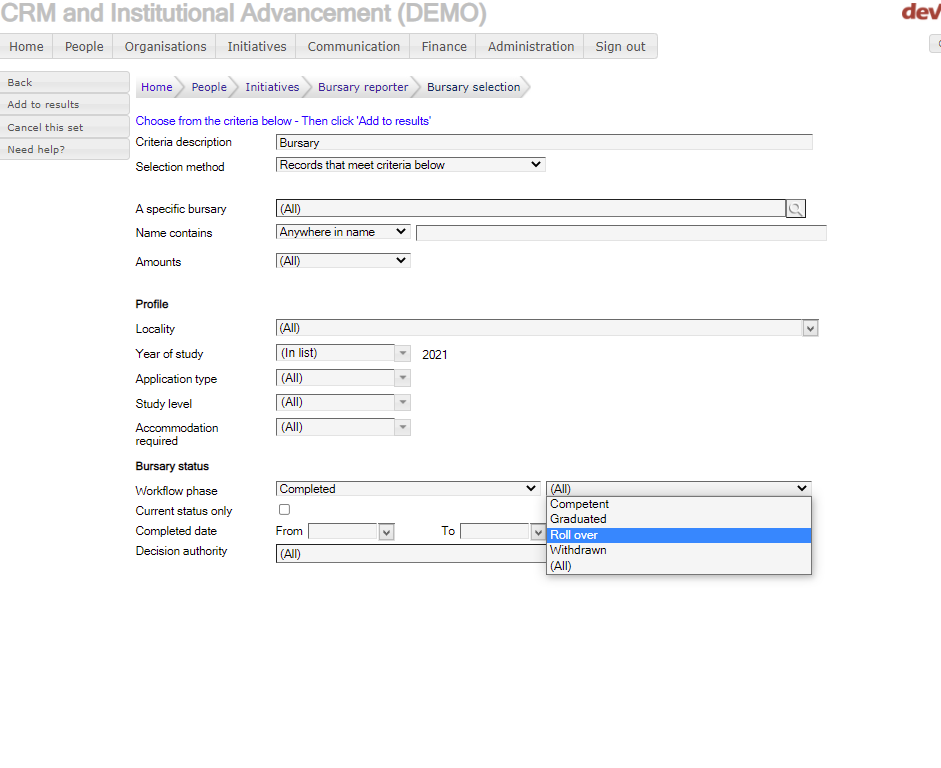 CRM and Institutional Advancement (DEMO)
dev
Home People Organisations Initiatives Communication Finance Administration Sign out
Back
Add to results
Cancel this set
Need help?
Home People Initiatives Bursary reporter Bursary selection
Choose from the criteria below - Then click 'Add to results'
Criteria description Bursary
Selection method Records that meet criteria below
A specific bursary (All)
Name contains Anywhere in name
Amounts (All)
Profile
Locality (All)
Year of study (In list) 2021
Application type (All)
Study level (All)
Accommodation
required (All)
Bursary status
Workflow phase Completed (All)
Current status only
Completed date From To
Decision authority (All)
Competent
Graduated
Roll over
Withdrawn
(All)